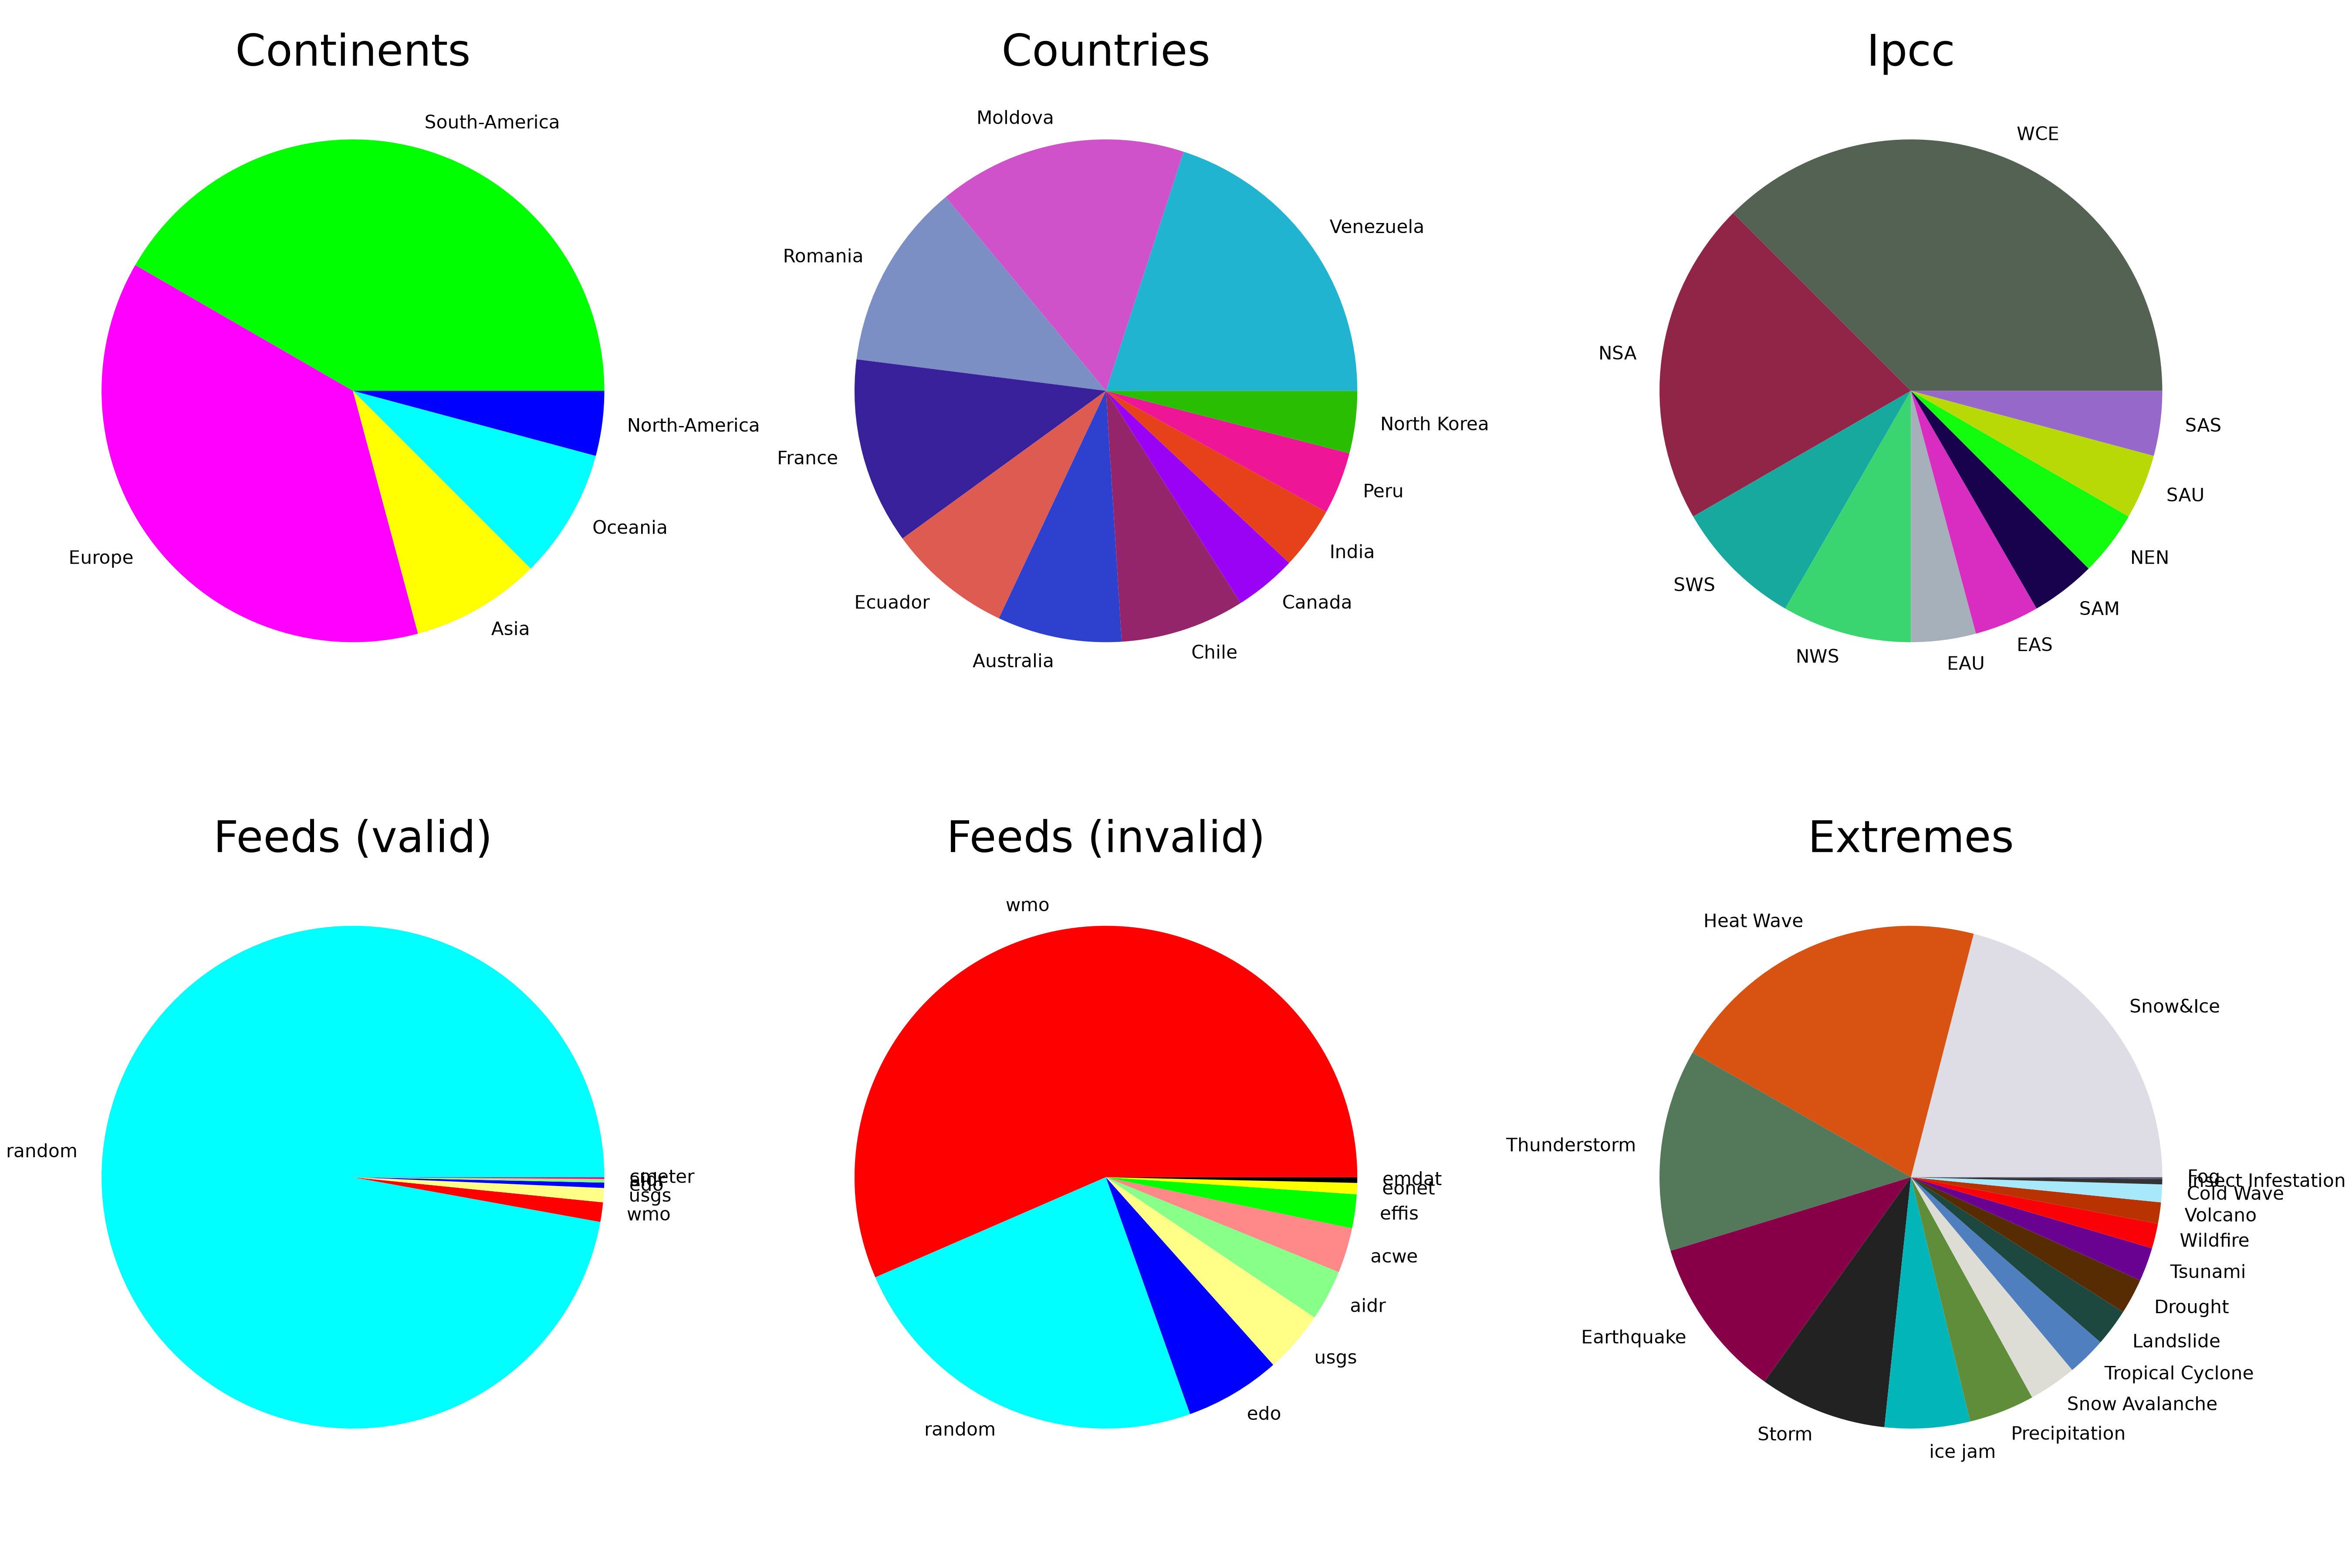 Continents
Countries
Ipcc
South-America
Europe
Asia
Oceania
North-America
Moldova
Venezuela
Romania
France
Ecuador
Australia
Chile
Canada
India
Peru
North Korea
WCE
NSA
SWS
NWS
EAU
EAS
SAM
NEN
SAU
SAS
Feeds (valid)
Feeds (invalid)
Extremes
random
usgs
wmo
wmo
random
edo
usgs
aidr
acwe
effis
eonet
emdat
Heat Wave
Snow&Ice
Thunderstorm
Earthquake
Storm
ice jam
Precipitation
Snow Avalanche
Tropical Cyclone
Landslide
Drought
Tsunami
Wildfire
Volcano
Cold Wave
Insect Infestation
Fog